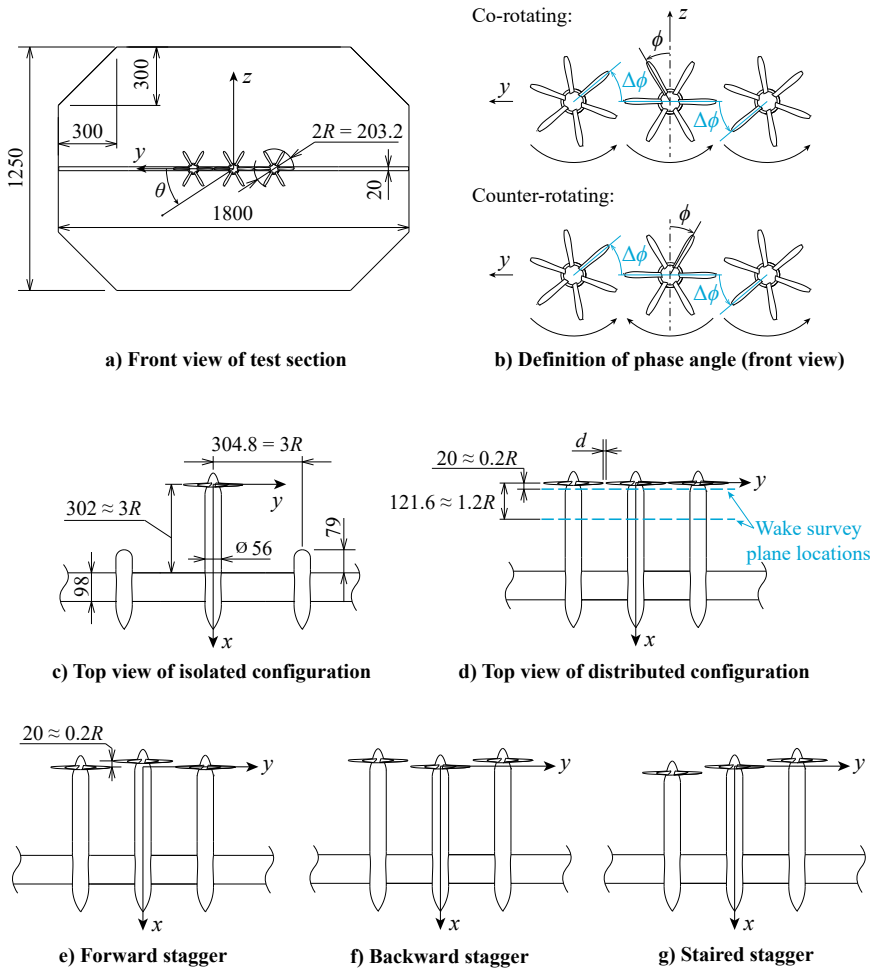 z
300
300
2R = 203.2
y
1250
θ
20
1800
a) Front view of test section
Co-rotating:
z
ϕ
Δϕ
y
Δϕ
Counter-rotating:
ϕ
Δϕ
y
Δϕ
b) Definition of phase angle (front view)
304.8 = 3R
y
302 ≈ 3R
79
Ø 56
98
x
c) Top view of isolated configuration
d
20 ≈ 0.2R
y
121.6 ≈ 1.2R
Wake survey
plane locations
x
d) Top view of distributed configuration
20 ≈ 0.2R
y
x
e) Forward stagger
y
x
f) Backward stagger
y
x
g) Staired stagger